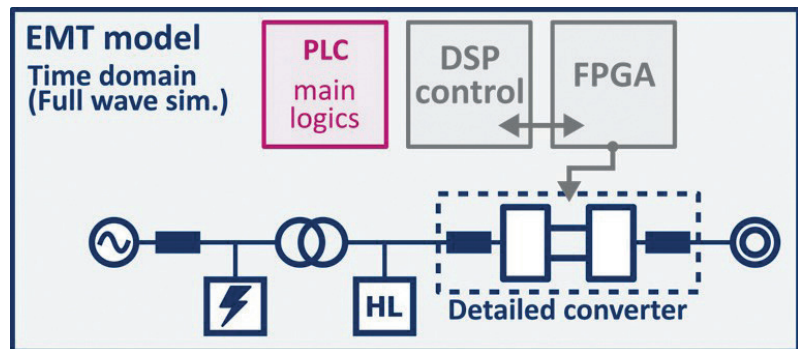 EMT model
Time domain
(Full wave sim.)
PLC
main
logics
DSP
control
FPGA
HL
Detailed converter